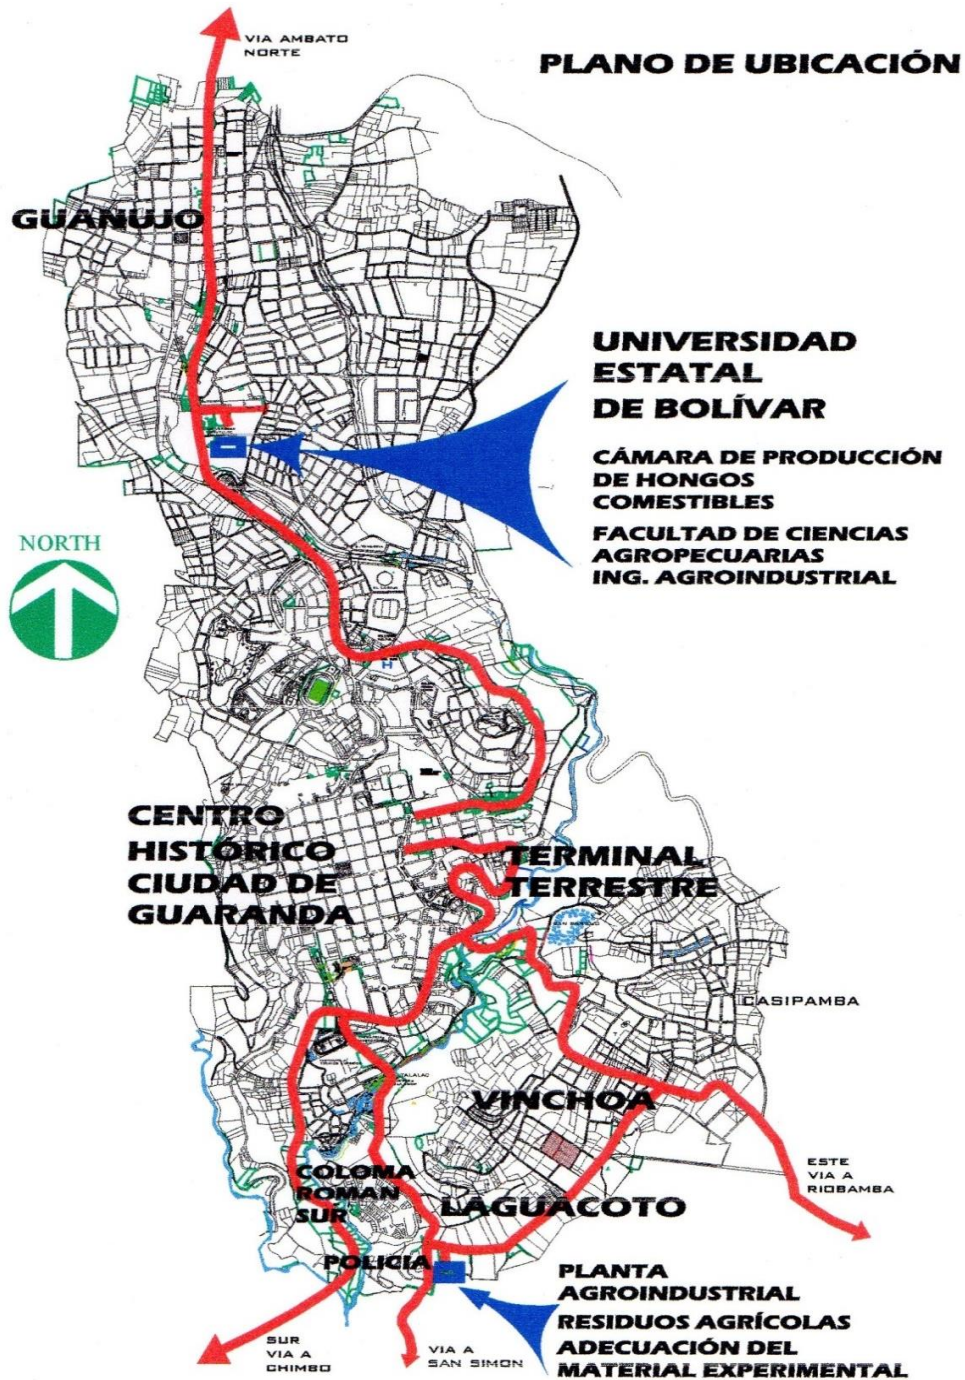 VIA AMBATO
NORTE
PLANO DE UBICACIÓN
GUANUJO
UNIVERSIDAD
ESTATAL
DE BOLÍVAR
CÁMARA DE PRODUCCIÓN
DE HONGOS
COMESTIBLES
FACULTAD DE CIENCIAS
AGROPECUARIAS
ING. AGROINDUSTRIAL
NORTH
H
CENTRO
HISTÓRICO
CIUDAD DE
GUARANDA
TERMINAL
TERRESTRE
CASIPAMBA
VINCHOA
ESTE
VIA A
RIOBAMBA
COLOMA
ROMAN
SUR
LAGUACOTO
POLICIA
PLANTA
AGROINDUSTRIAL
RESIDUOS AGRÍCOLAS
ADECUACIÓN DEL
MATERIAL EXPERIMENTAL
SUR
VIA A
CHIMBO
VIA A
SAN SIMON